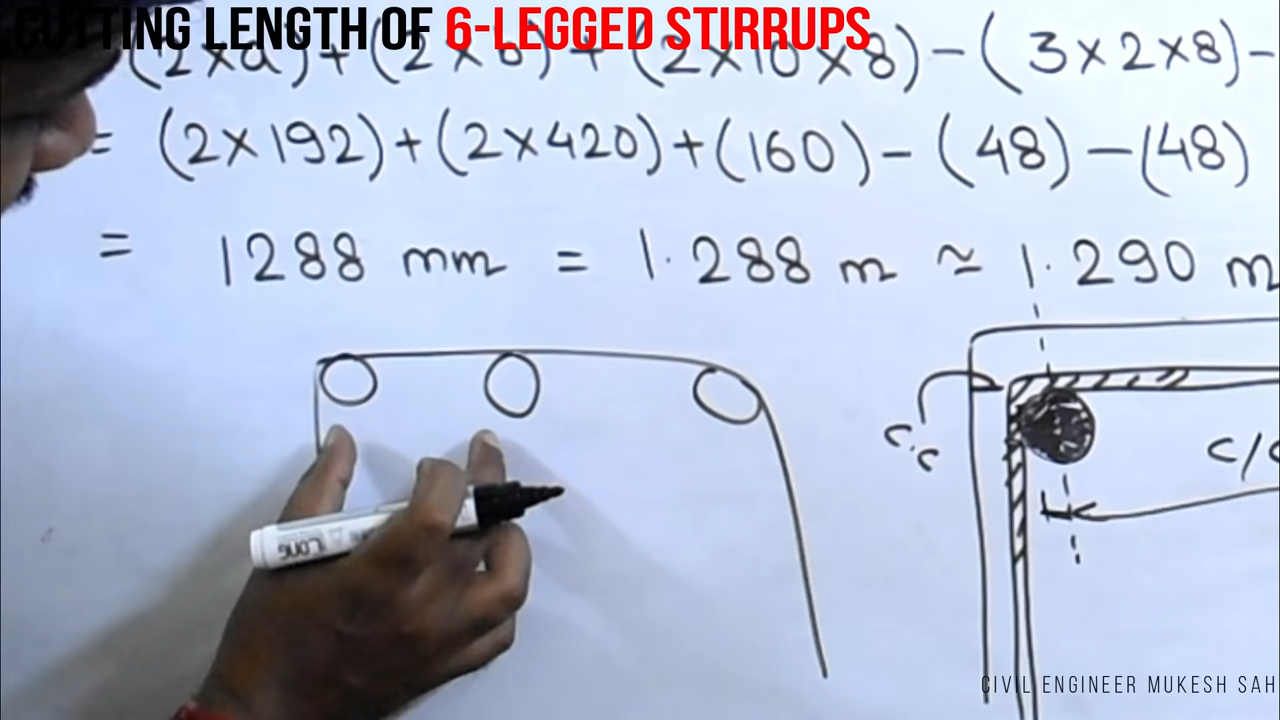 CUTTING LENGTH OF 6-LEGGED STIRRUPS
(2×a)+(2×b)+(2×10×8)-(3×2×8)-
= (2×192)+(2×420)+(160)-(48)-(48)
= 1288 mm = 1.288 m ≃ 1.290 m
c.c
c/c
CIVIL ENGINEER MUKESH SAH